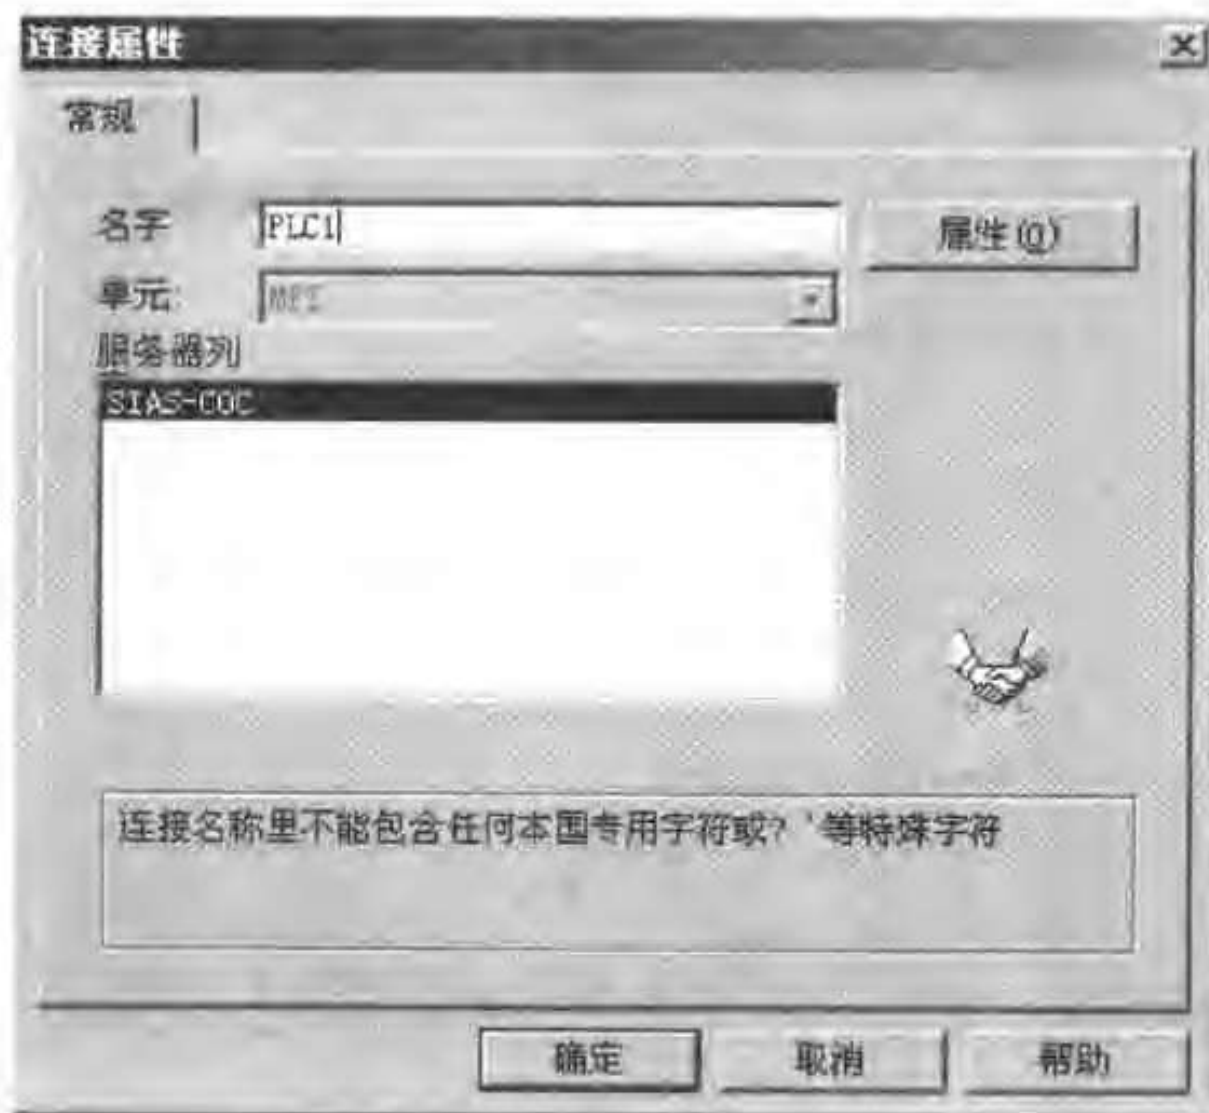 连接属性
常规
名字 PLC1 属性(O)
单元: MPI
服务器列
SIAS-COC
连接名称里不能包含任何本国专用字符或?'等特殊字符
确定 取消 帮助